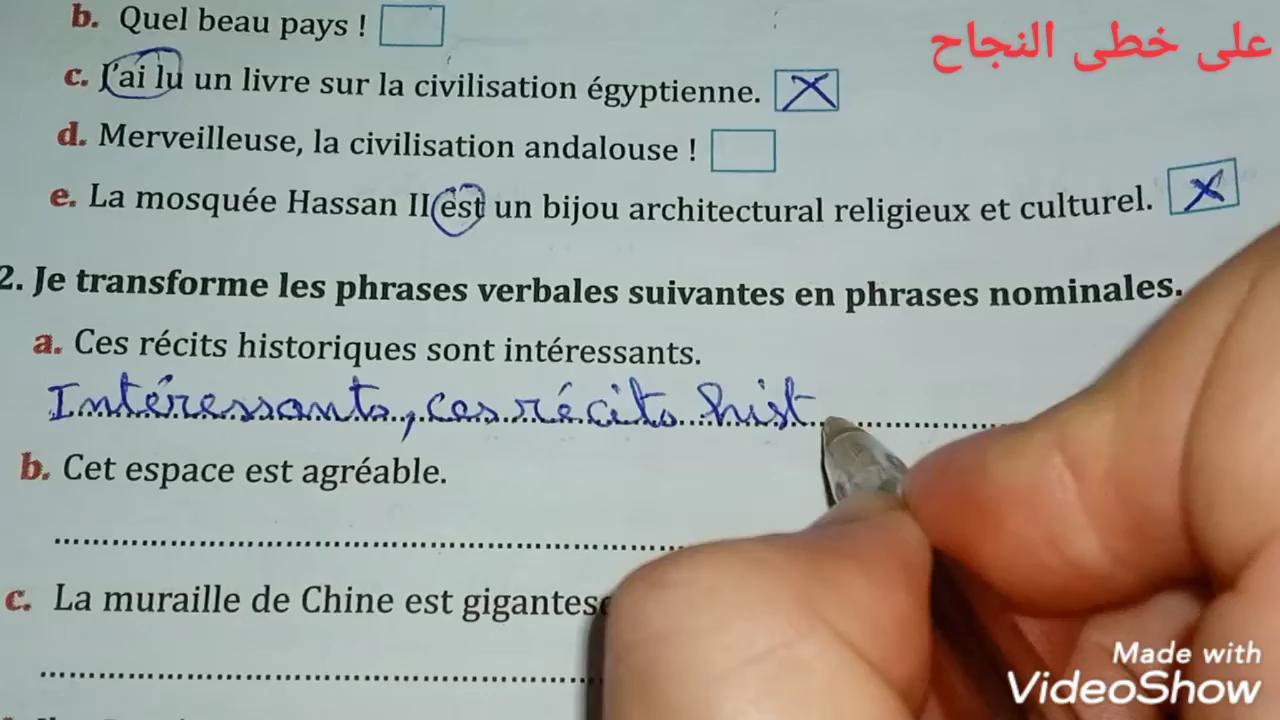 b. Quel beau pays !
على خطى النجاح
c. J'ai lu un livre sur la civilisation égyptienne.
d. Merveilleuse, la civilisation andalouse !
e. La mosquée Hassan II est un bijou architectural religieux et culturel.
2. Je transforme les phrases verbales suivantes en phrases nominales.
a. Ces récits historiques sont intéressants.
Intéressants, ces récits hist
b. Cet espace est agréable.
c. La muraille de Chine est gigantes
Made with
VideoShow